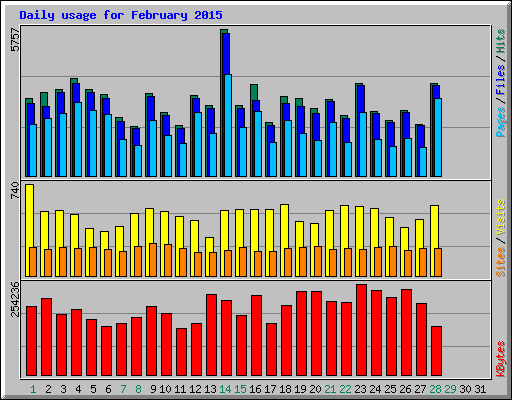 Daily usage for February 2015
5757
Pages / Files / Hits
740
Sites / Visits
254236
KBytes
1 2 3 4 5 6 7 8 9 10 11 12 13 14 15 16 17 18 19 20 21 22 23 24 25 26 27 28 29 30 31